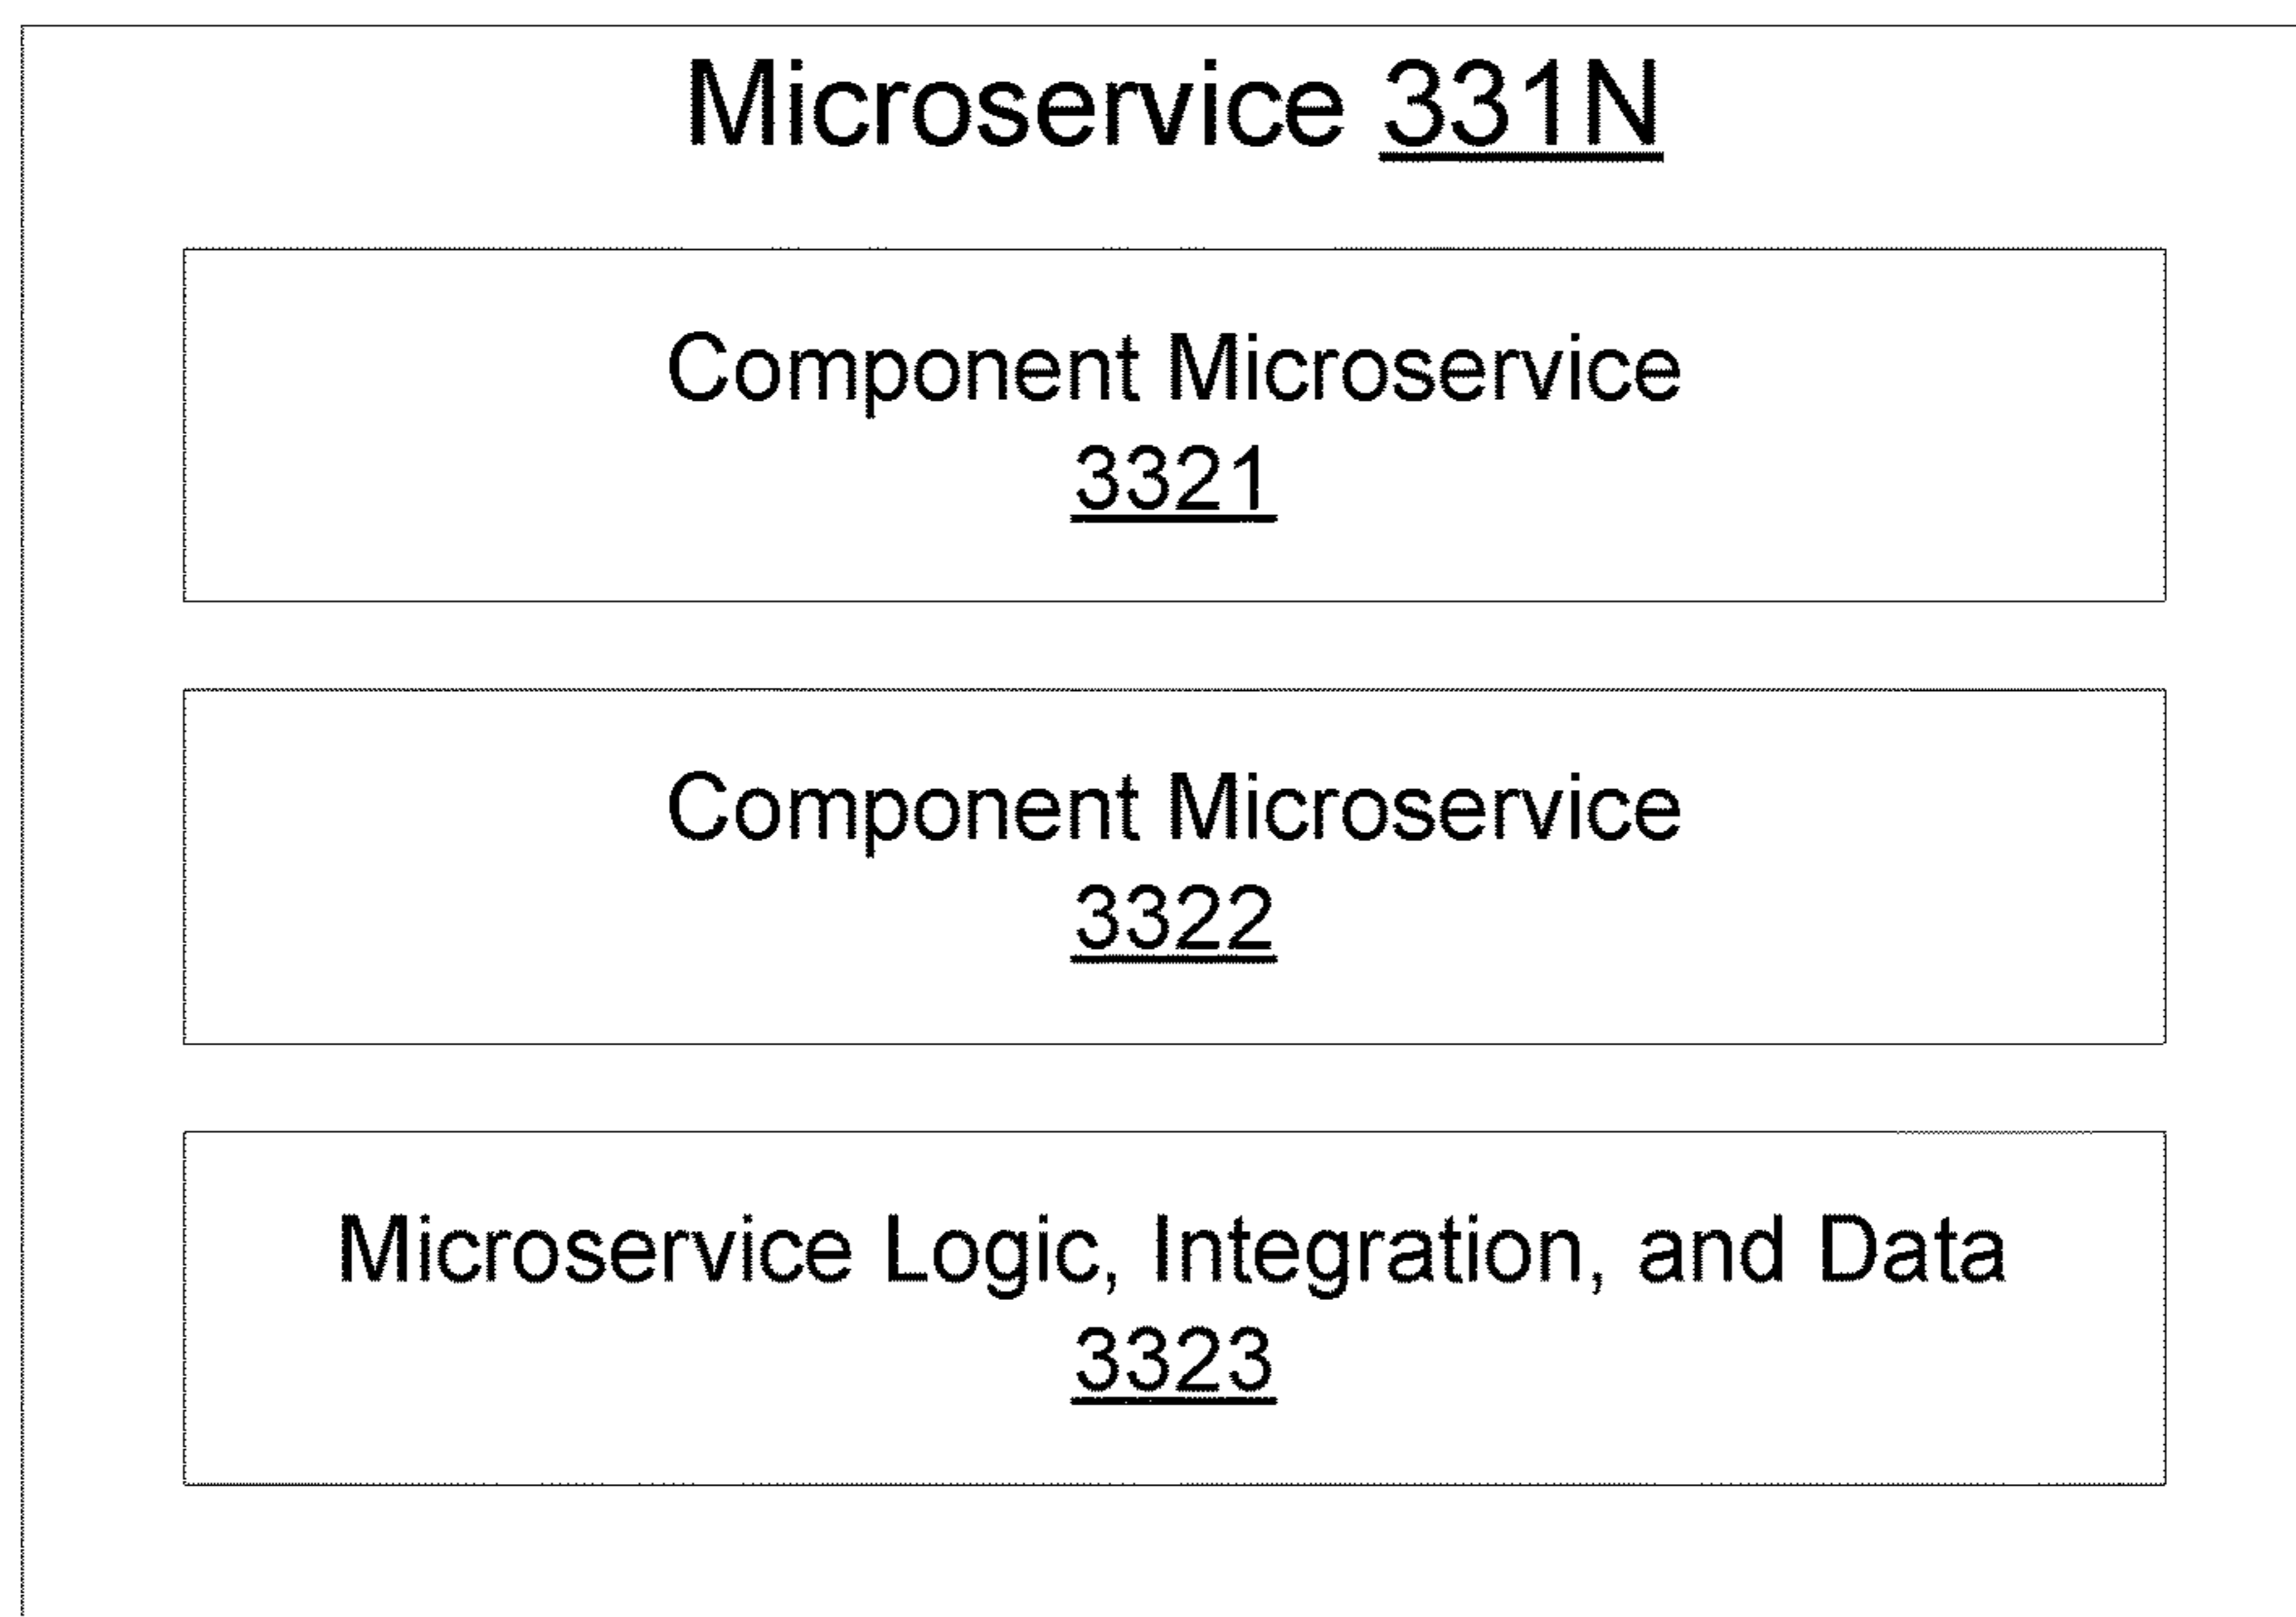 Microservice 331N
Component Microservice
3321
Component Microservice
3322
Microservice Logic, Integration, and Data
3323